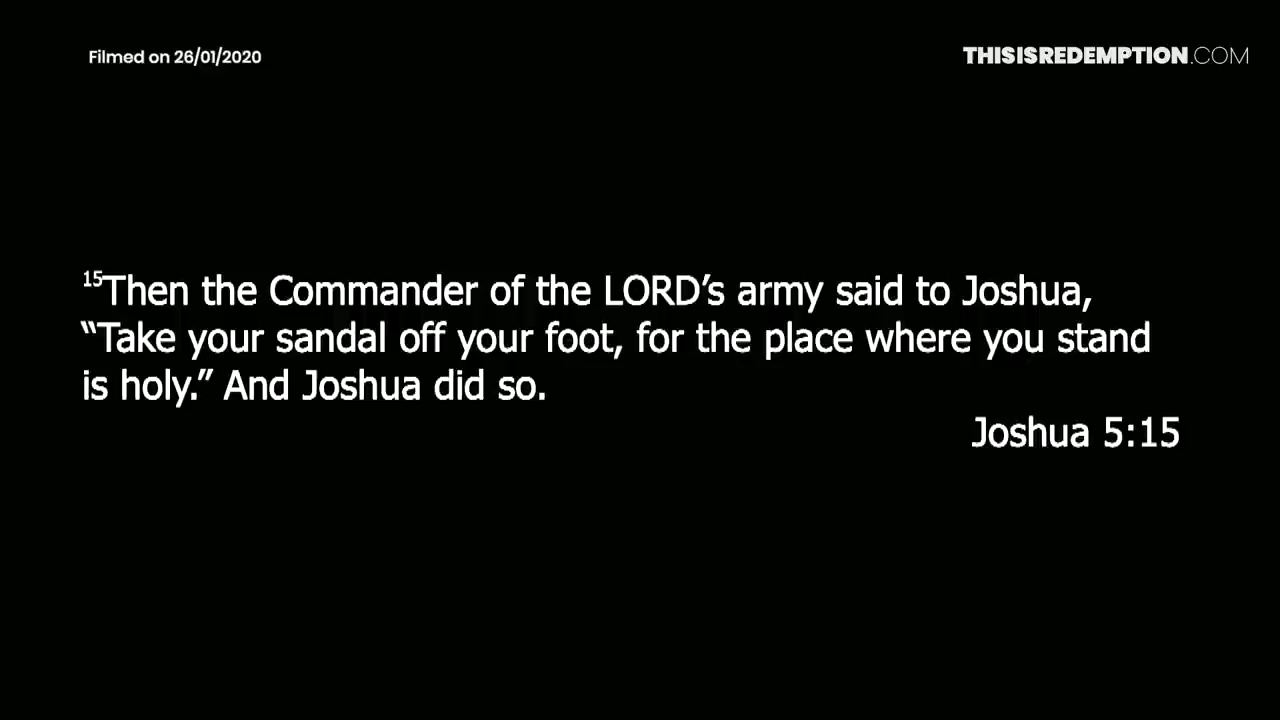 Filmed on 26/01/2020
THISISREDEMPTION.COM
15Then the Commander of the LORD’s army said to Joshua,
“Take your sandal off your foot, for the place where you stand
is holy.” And Joshua did so.
Joshua 5:15